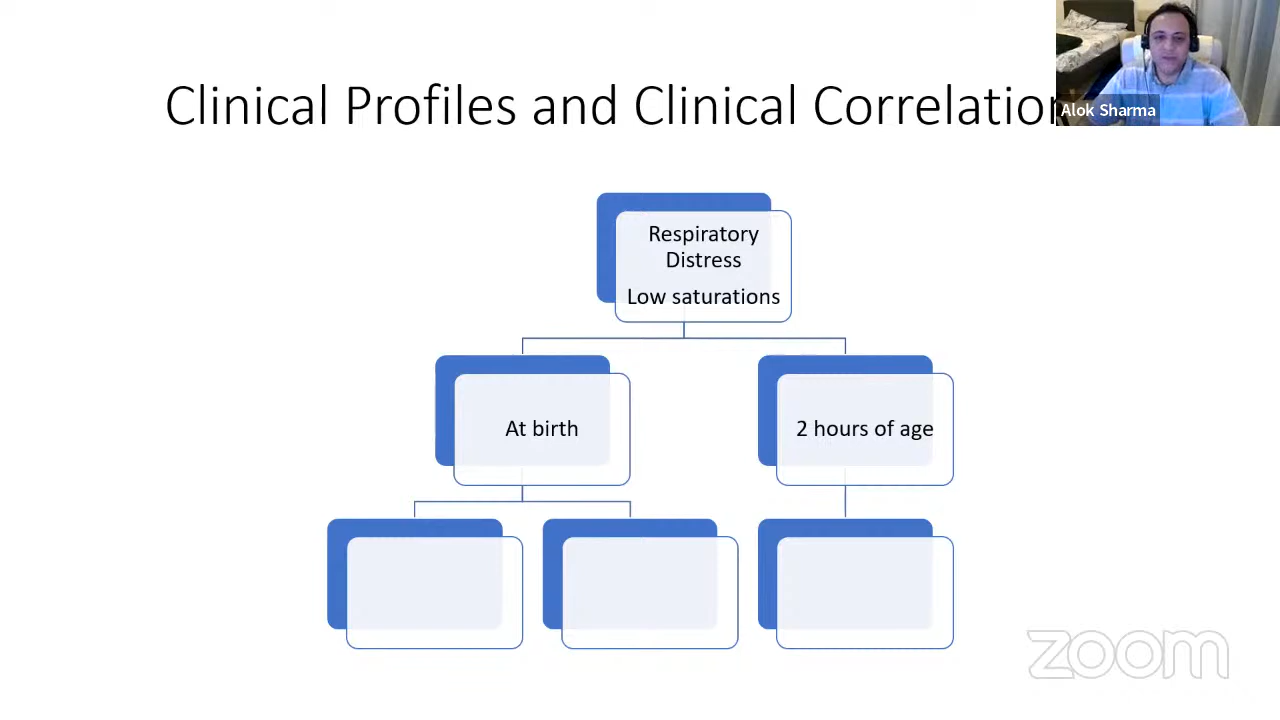 Clinical Profiles and Clinical Correlation
Alok Sharma
Respiratory
Distress
Low saturations
At birth
2 hours of age
zoom